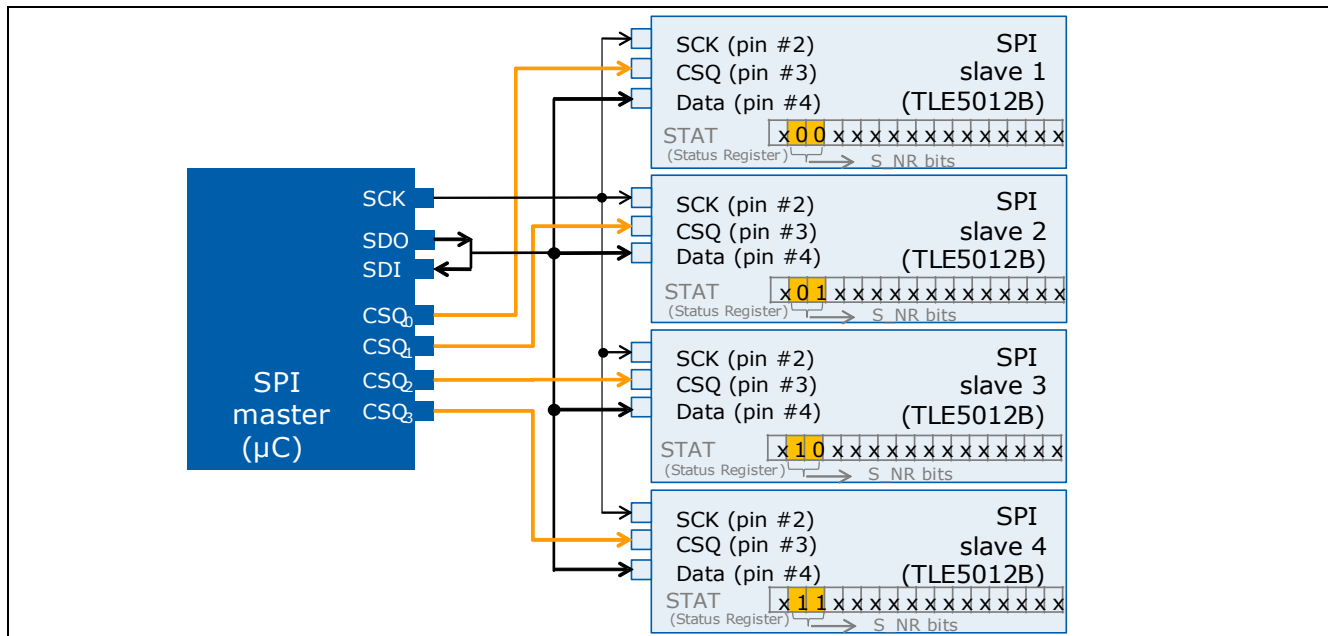 SPI master (µC)
SCK
SDO
SDI
CSQ0
CSQ1
CSQ2
CSQ3
SPI
master
(µC)
SCK (pin #2)
CSQ (pin #3)
Data (pin #4)
SPI
slave 1
(TLE5012B)
STAT
(Status Register)
x 0 0 x x x x x x x x x x x x x
S_NR bits
SCK (pin #2)
CSQ (pin #3)
Data (pin #4)
SPI
slave 2
(TLE5012B)
STAT
(Status Register)
x 0 1 x x x x x x x x x x x x x
S_NR bits
SCK (pin #2)
CSQ (pin #3)
Data (pin #4)
SPI
slave 3
(TLE5012B)
STAT
(Status Register)
x 1 0 x x x x x x x x x x x x x
S_NR bits
SCK (pin #2)
CSQ (pin #3)
Data (pin #4)
SPI
slave 4
(TLE5012B)
STAT
(Status Register)
x 1 1 x x x x x x x x x x x x x
S_NR bits